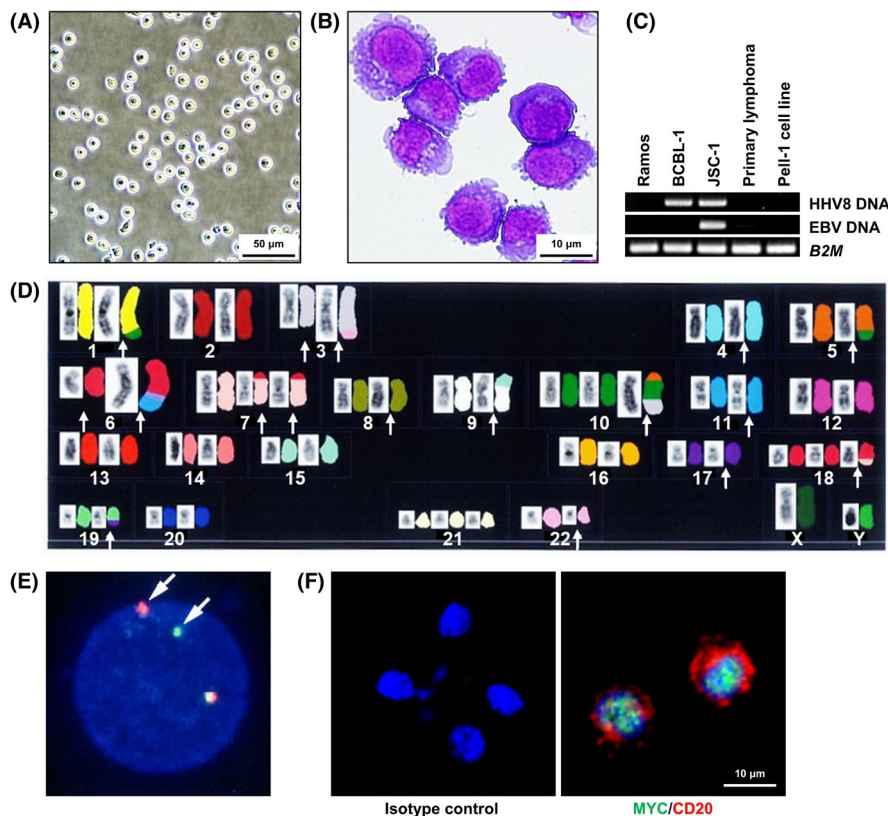 (A)
50 μm
(B)
10 μm
(C)
Ramos
BCBL-1
JSC-1
Primary lymphoma
Pell-1 cell line
HHV8 DNA
EBV DNA
B2M
(D)
1 2 3 4 5
6 7 8 9 10 11 12
13 14 15 16 17 18
19 20 21 22 X Y
(E)
(F)
10 μm
Isotype control
MYC/CD20